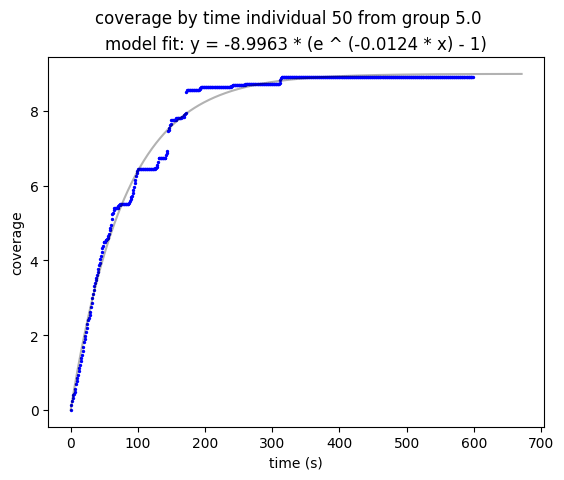 coverage by time individual 50 from group 5.0
model fit: y = -8.9963 * (e ^ (-0.0124 * x) - 1)
8
6
4
2
0
coverage
0 100 200 300 400 500 600 700
time (s)